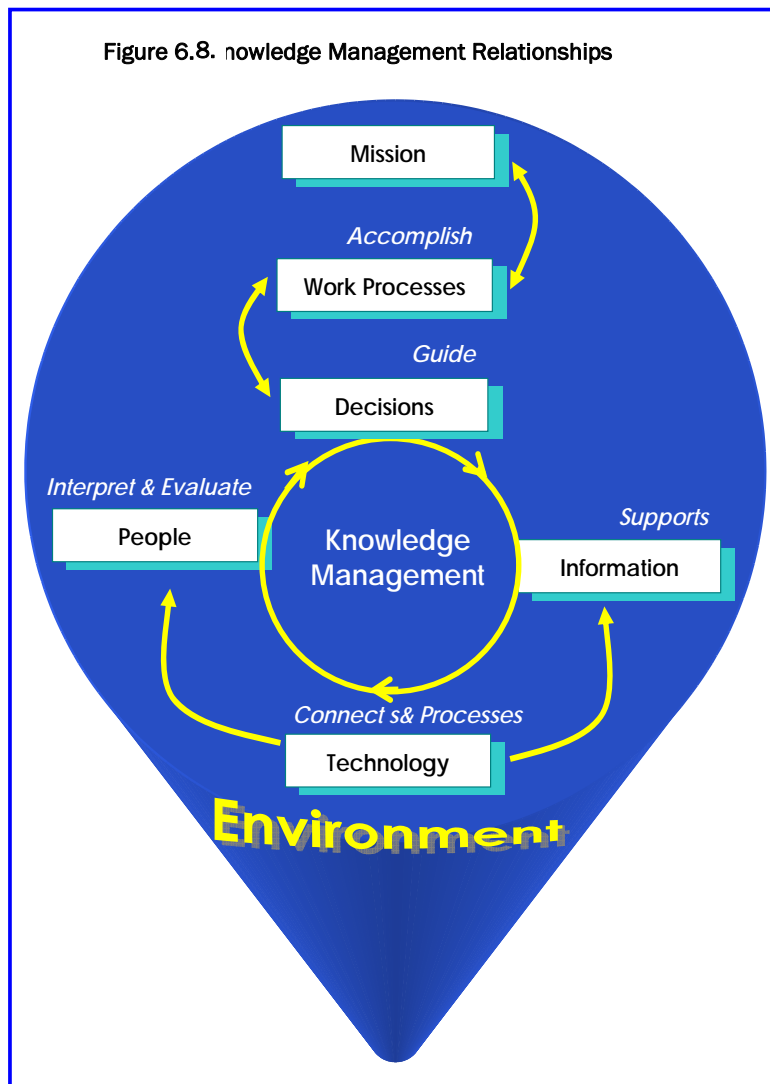 Figure 6.8. nowledge Management Relationships
Mission
Accomplish
Work Processes
Guide
Decisions
Interpret & Evaluate
People
Knowledge
Management
Supports
Information
Connect s& Processes
Technology
Environment